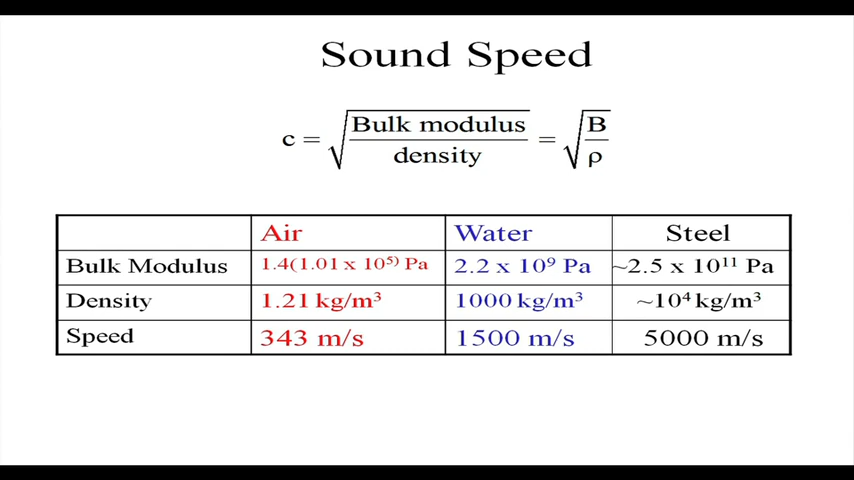 Sound Speed
c = √(Bulk modulus / density) = √(B / ρ)
Air Water Steel
Bulk Modulus 1.4(1.01 x 10⁵⁾ Pa 2.2 x 10⁹ Pa ~2.5 x 10¹¹ Pa
Density 1.21 kg/m³ 1000 kg/m³ ~10⁴ kg/m³
Speed 343 m/s 1500 m/s 5000 m/s